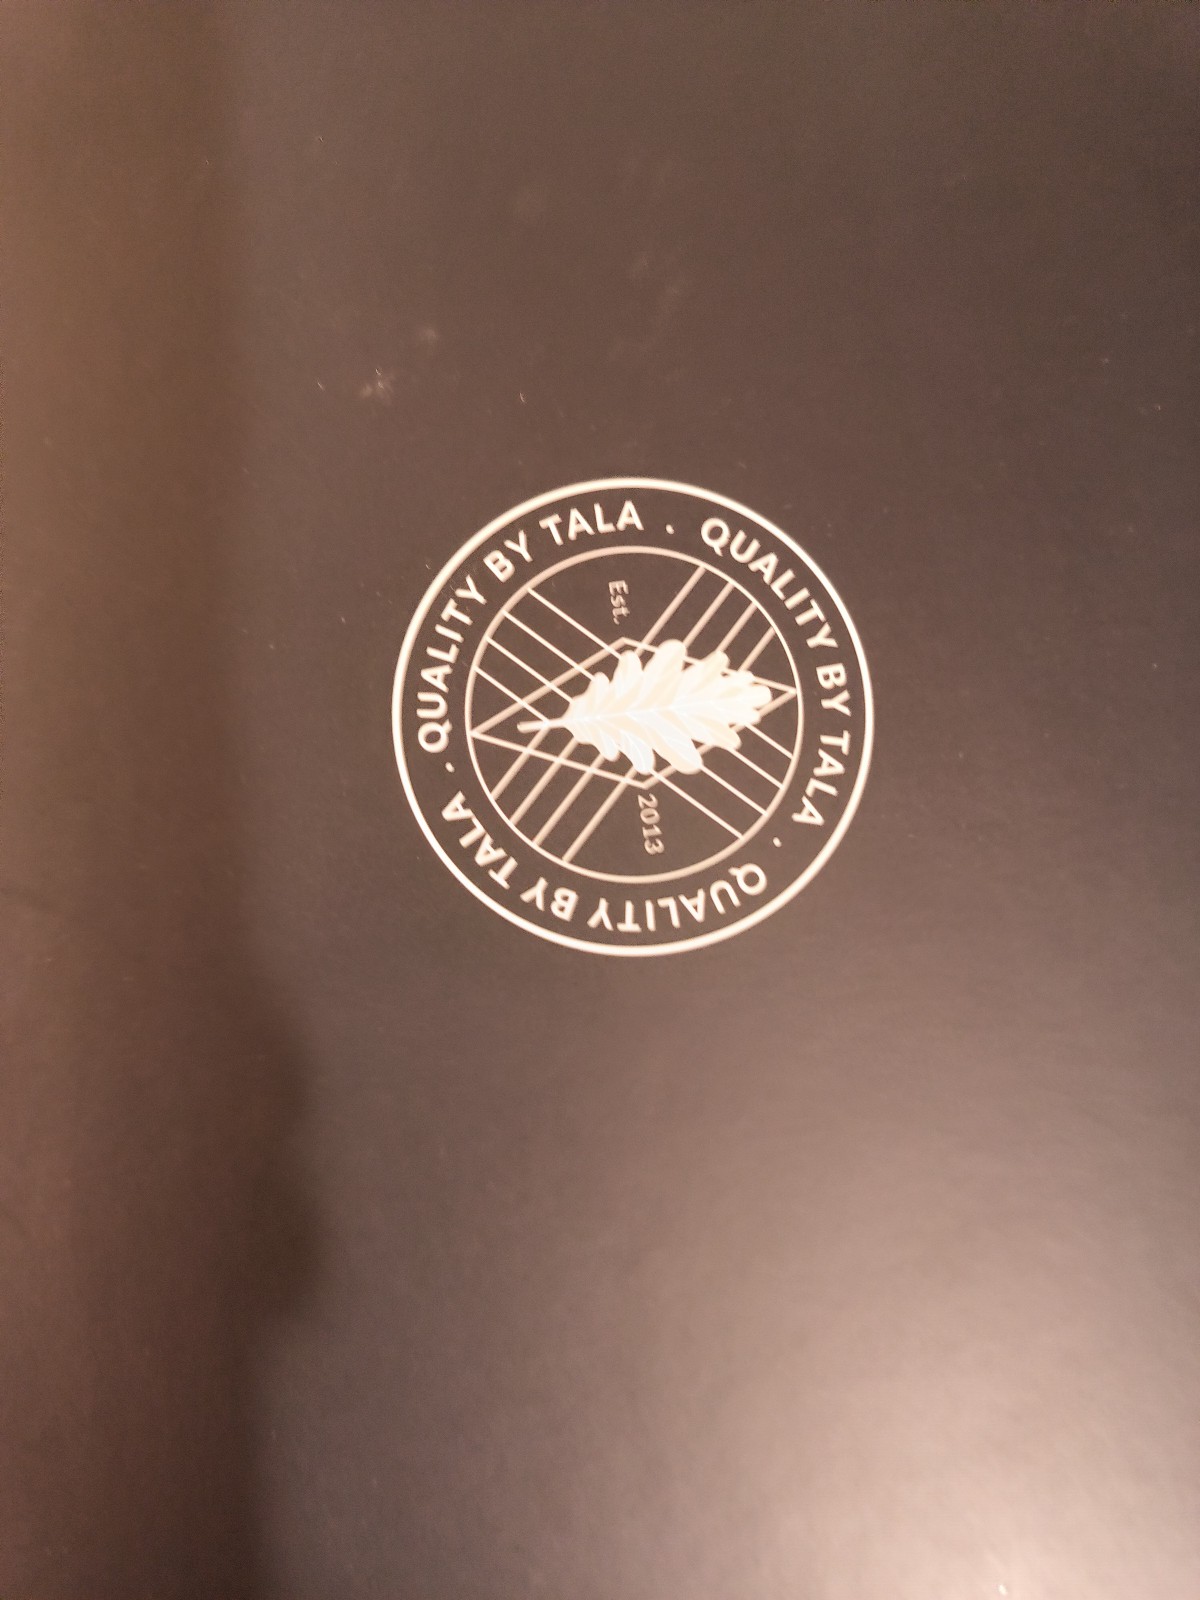 QUALITY BY TALA . QUALITY BY TALA . QUALITY BY TALA .
Est.
2013